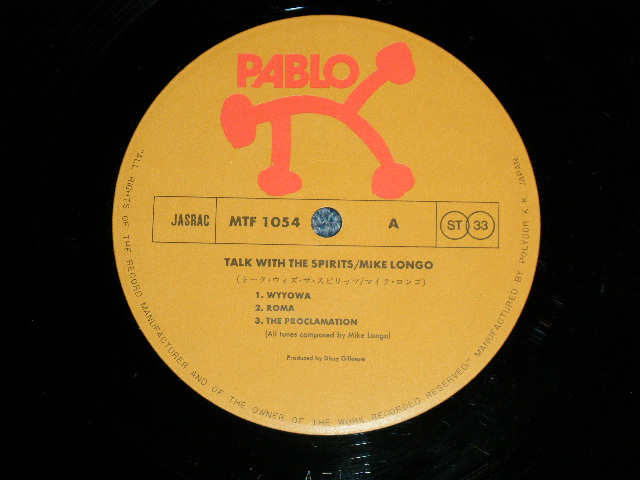 PABLO
JASRAC
MTF 1054
A
ST 33
TALK WITH THE SPIRITS/MIKE LONGO
(トーク・ウィズ・ザ・スピリッツ/マイク・ロンゴ)
1. WYYOWA
2. ROMA
3. THE PROCLAMATION
(All tunes composed by Mike Longo)
Produced by Dizzy Gillespie
"ALL RIGHTS OF THE RECORD MANUFACTURER AND OF THE OWNER OF THE WORK RECORDED RESERVED." MANUFACTURED BY POLYDOR K.K., JAPAN